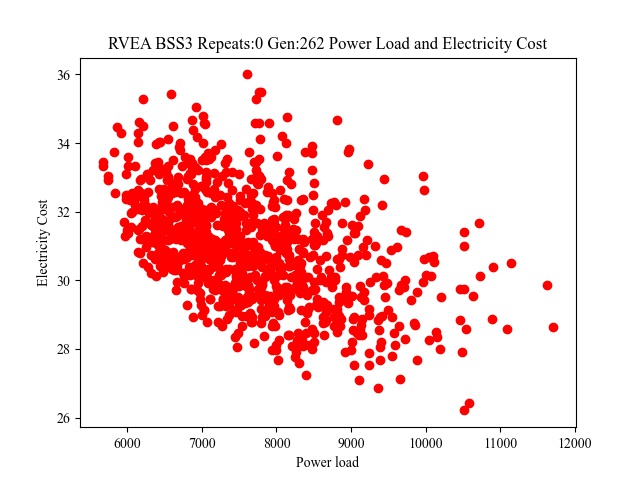 RVEA BSS3 Repeats:0 Gen:262 Power Load and Electricity Cost
36
34
32
30
28
26
Electricity Cost
6000 7000 8000 9000 10000 11000 12000
Power load